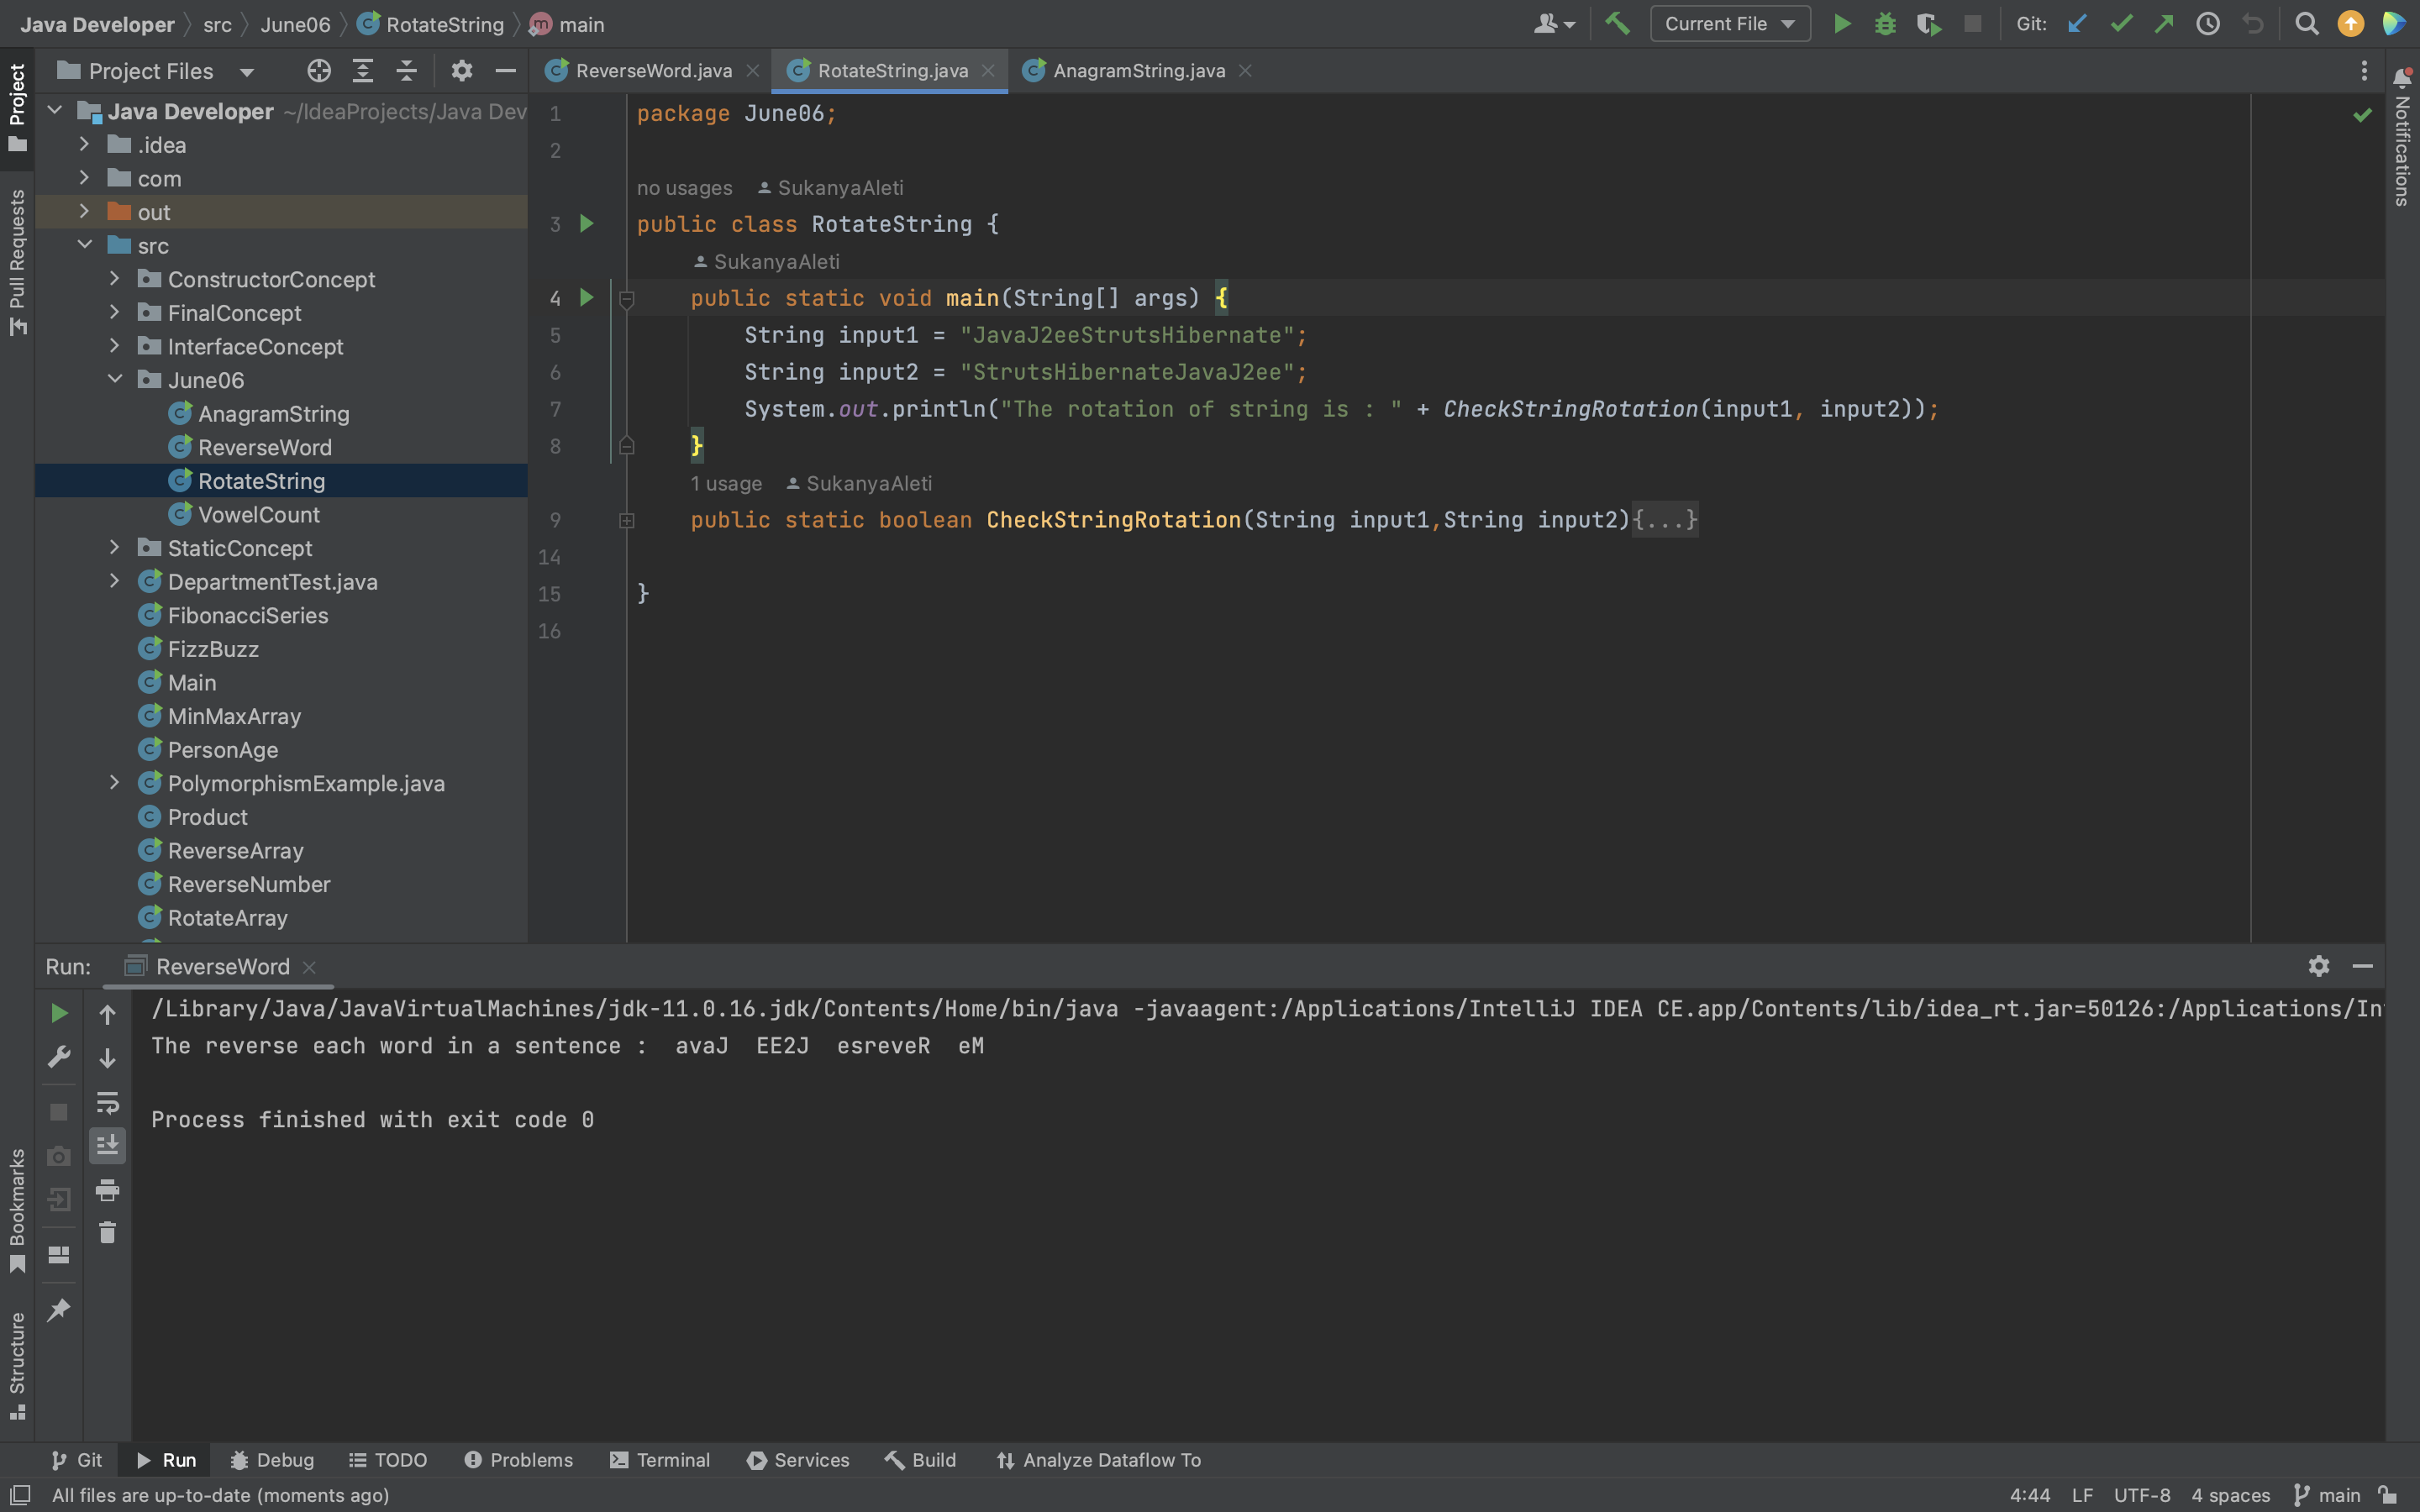 Java Developer src June06 RotateString main
Current File Git:
Project
Pull Requests
Bookmarks
Structure
Notifications
Project Files
Java Developer ~/IdeaProjects/Java Dev
.idea
com
out
src
ConstructorConcept
FinalConcept
InterfaceConcept
June06
AnagramString
ReverseWord
RotateString
VowelCount
StaticConcept
DepartmentTest.java
FibonacciSeries
FizzBuzz
Main
MinMaxArray
PersonAge
PolymorphismExample.java
Product
ReverseArray
ReverseNumber
RotateArray
ReverseWord.java RotateString.java AnagramString.java
1 package June06;
2
no usages SukanyaAleti
3 public class RotateString {
SukanyaAleti
4 public static void main(String[] args) {
5 String input1 = "JavaJ2eeStrutsHibernate";
6 String input2 = "StrutsHibernateJavaJ2ee";
7 System.out.println("The rotation of string is : " + CheckStringRotation(input1, input2));
8 }
1 usage SukanyaAleti
9 public static boolean CheckStringRotation(String input1,String input2){...}
14
15 }
16
Run: ReverseWord
/Library/Java/JavaVirtualMachines/jdk-11.0.16.jdk/Contents/Home/bin/java -javaagent:/Applications/IntelliJ IDEA CE.app/Contents/lib/idea_rt.jar=50126:/Applications/In
The reverse each word in a sentence :  avaJ  EE2J  esreveR  eM
Process finished with exit code 0
Git Run Debug TODO Problems Terminal Services Build Analyze Dataflow To
All files are up-to-date (moments ago) 4:44 LF UTF-8 4 spaces main